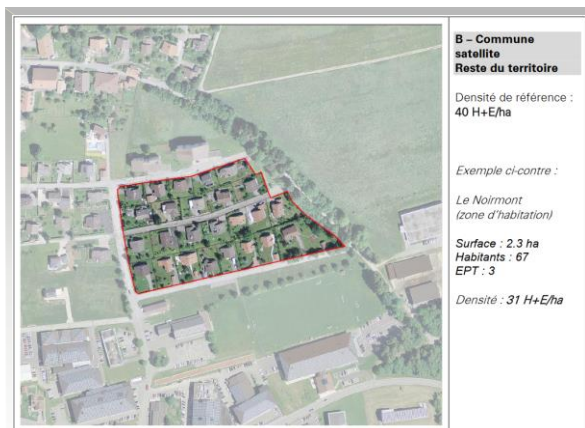 B – Commune
satellite
Reste du territoire
Densité de référence :
40 H+E/ha
Exemple ci-contre :
Le Noirmont
(zone d'habitation)
Surface : 2.3 ha
Habitants : 67
EPT : 3
Densité : 31 H+E/ha